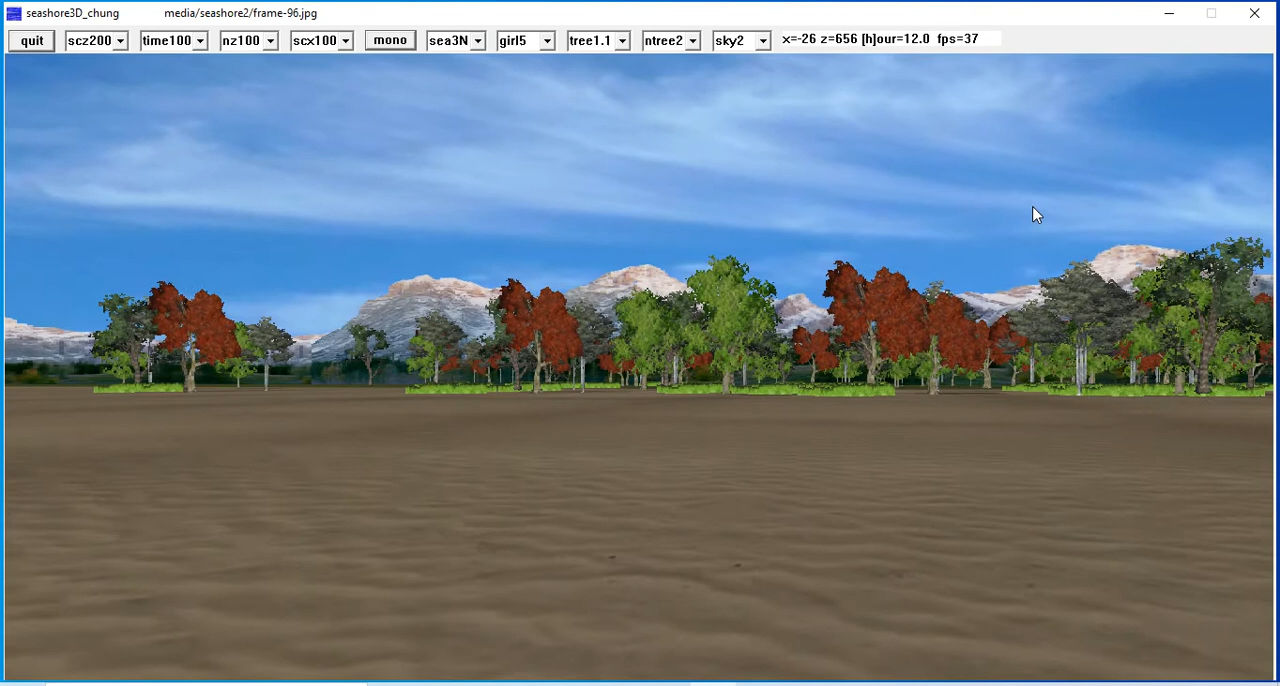 seashore3D_chung media/seashore2/frame-96.jpg
quit scz200 time100 nz100 scx100 mono sea3N girl5 tree1.1 ntree2 sky2 x=-26 z=656 [h]our=12.0 fps=37